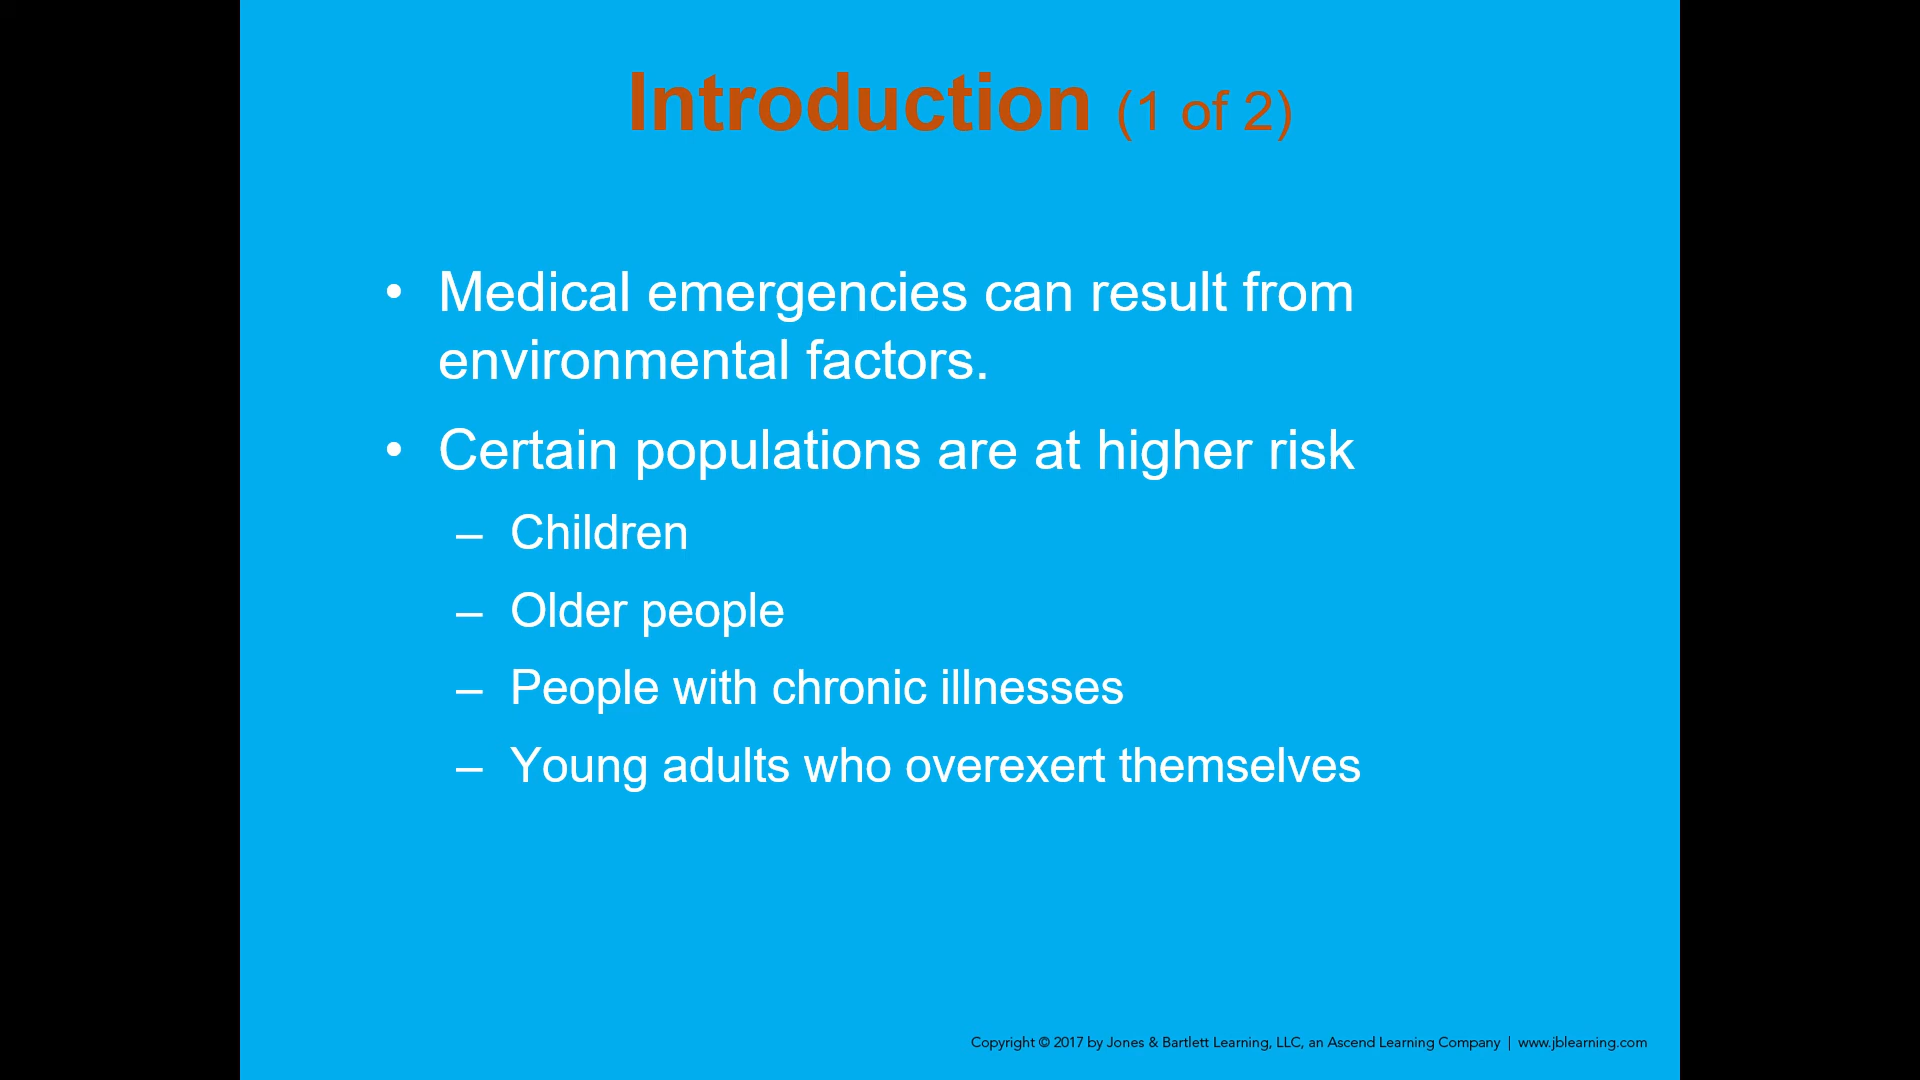 Introduction (1 of 2)
• Medical emergencies can result from
environmental factors.
• Certain populations are at higher risk
– Children
– Older people
– People with chronic illnesses
– Young adults who overexert themselves
Copyright © 2017 by Jones & Bartlett Learning, LLC, an Ascend Learning Company | www.jblearning.com